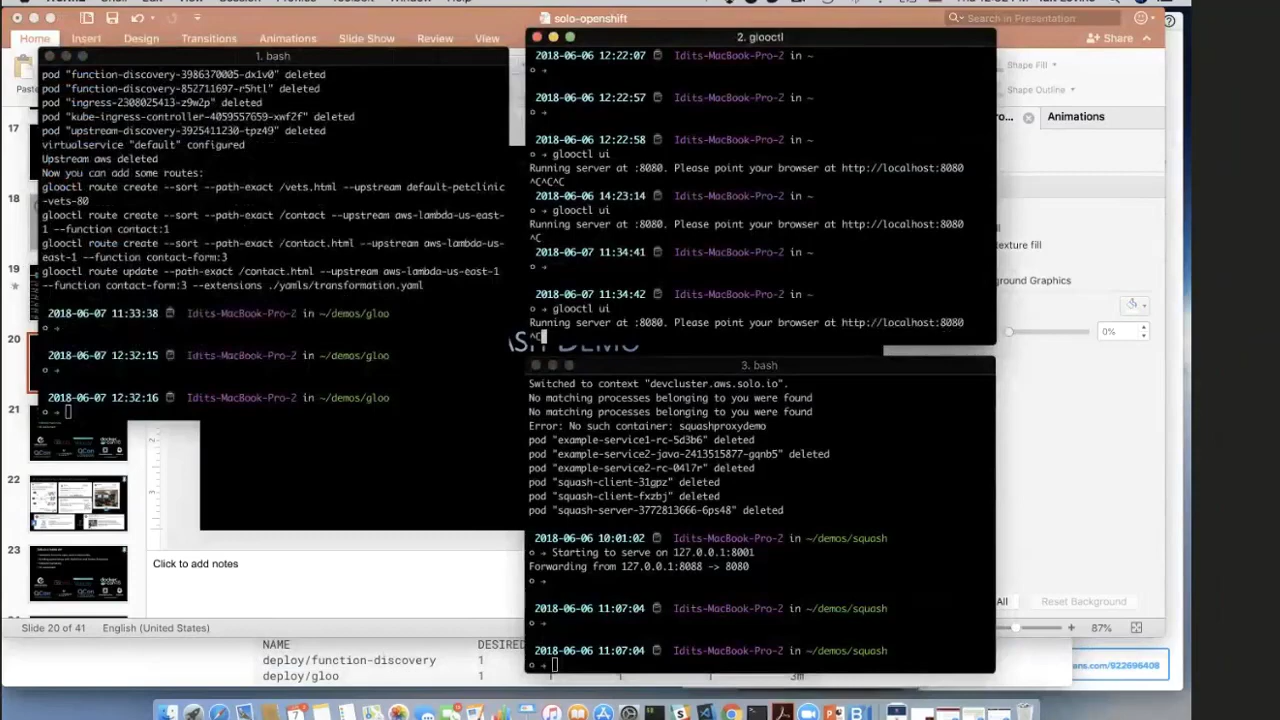 solo-openshift
Search in Presentation
Home
Insert
Design
Transitions
Animations
Slide Show
Review
View
Share
Shape Fill
Shape Outline
Animations
1. bash
pod "function-discovery-3986370005-dx1v0" deleted
pod "function-discovery-852711697-r5htl" deleted
pod "ingress-2308025413-z9w2p" deleted
pod "kube-ingress-controller-4059557659-xwf2f" deleted
pod "upstream-discovery-3925411230-tpz49" deleted
virtualservice "default" configured
Upstream aws deleted
Now you can add some routes:
glooctl route create --sort --path-exact /vets.html --upstream default-petclinic
-vets-80
glooctl route create --sort --path-exact /contact --upstream aws-lambda-us-east-
1 --function contact:1
glooctl route create --sort --path-exact /contact.html --upstream aws-lambda-us-
east-1 --function contact-form:3
glooctl route update --path-exact /contact.html --upstream aws-lambda-us-east-1
--function contact-form:3 --extensions ./yamls/transformation.yaml
2018-06-07 11:33:38 Idits-MacBook-Pro-2 in ~/demos/gloo
2018-06-07 12:32:15 Idits-MacBook-Pro-2 in ~/demos/gloo
2018-06-07 12:32:16 Idits-MacBook-Pro-2 in ~/demos/gloo
2. glooctl
2018-06-06 12:22:07 Idits-MacBook-Pro-2 in ~
2018-06-06 12:22:57 Idits-MacBook-Pro-2 in ~
2018-06-06 12:22:58 Idits-MacBook-Pro-2 in ~
glooctl ui
Running server at :8080. Please point your browser at http://localhost:8080
^C^C^C
2018-06-06 14:23:14 Idits-MacBook-Pro-2 in ~
glooctl ui
Running server at :8080. Please point your browser at http://localhost:8080
^C
2018-06-07 11:34:41 Idits-MacBook-Pro-2 in ~
2018-06-07 11:34:42 Idits-MacBook-Pro-2 in ~
glooctl ui
Running server at :8080. Please point your browser at http://localhost:8080
^C
3. bash
Switched to context "devcluster.aws.solo.io".
No matching processes belonging to you were found
No matching processes belonging to you were found
Error: No such container: squashproxydemo
pod "example-service1-rc-5d3b6" deleted
pod "example-service2-java-2413515877-gqnb5" deleted
pod "example-service2-rc-04l7r" deleted
pod "squash-client-31gpz" deleted
pod "squash-client-fxzbj" deleted
pod "squash-server-3772813666-6ps48" deleted
2018-06-06 10:01:02 Idits-MacBook-Pro-2 in ~/demos/squash
Starting to serve on 127.0.0.1:8001
Forwarding from 127.0.0.1:8088 -> 8080
2018-06-06 11:07:04 Idits-MacBook-Pro-2 in ~/demos/squash
2018-06-06 11:07:04 Idits-MacBook-Pro-2 in ~/demos/squash
17
18
19
20
21
22
23
0%
All
Reset Background
Click to add notes
Slide 20 of 41
English (United States)
87%
NAME
deploy/function-discovery 1
deploy/gloo 1 1 1 3m